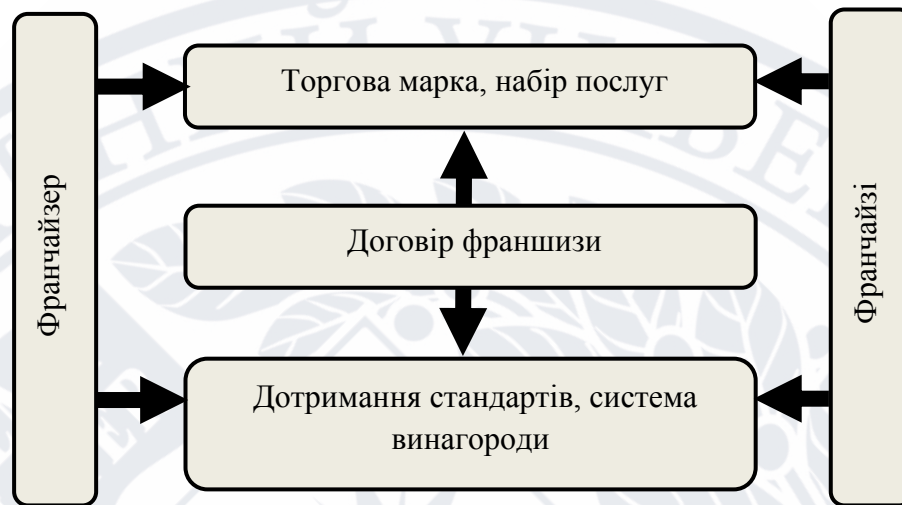 Франчайзер
Торгова марка, набір послуг
Договір франшизи
Дотримання стандартів, система
винагороди
Франчайзі